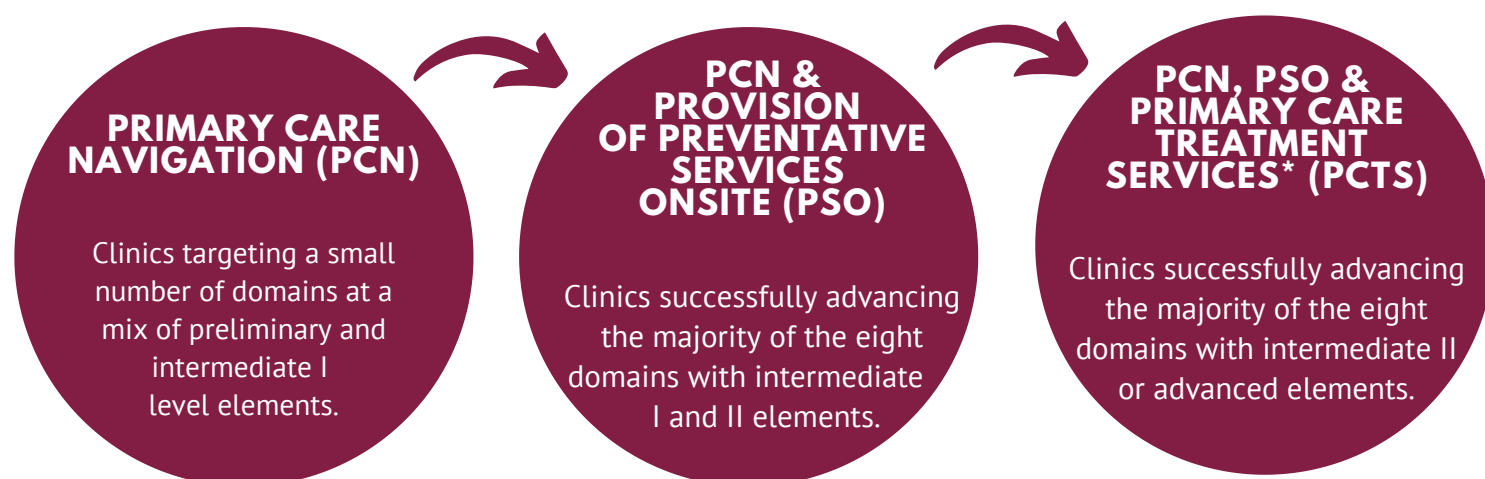 PRIMARY CARE
NAVIGATION (PCN)
Clinics targeting a small
number of domains at a
mix of preliminary and
intermediate I
level elements.
PCN &
PROVISION
OF PREVENTATIVE
SERVICES
ONSITE (PSO)
Clinics successfully advancing
the majority of the eight
domains with intermediate
I and II elements.
PCN, PSO &
PRIMARY CARE
TREATMENT
SERVICES* (PCTS)
Clinics successfully advancing
the majority of the eight
domains with intermediate II
or advanced elements.